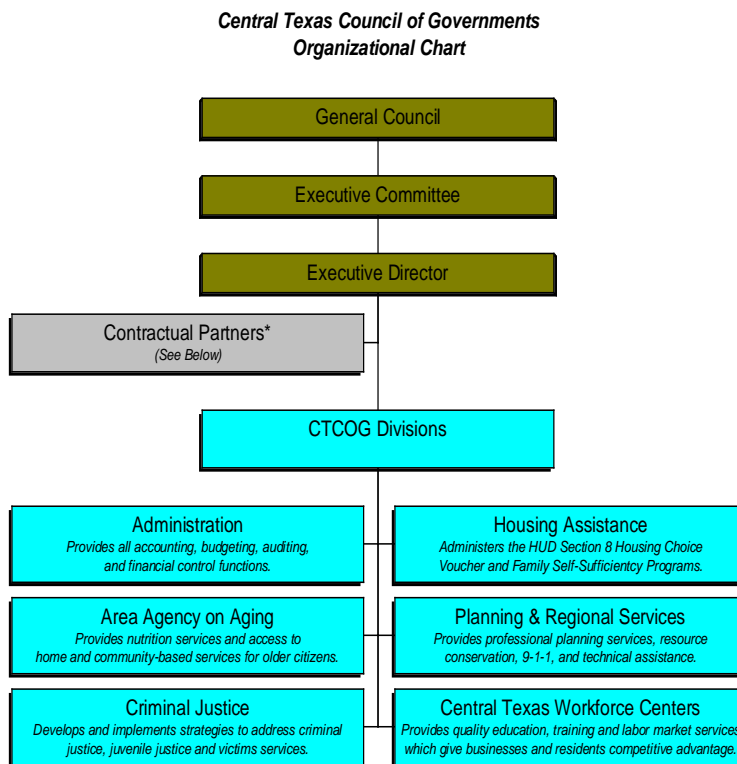 Central Texas Council of Governments
Organizational Chart
General Council
Executive Committee
Executive Director
Contractual Partners*
(See Below)
CTCOG Divisions
Administration
Provides all accounting, budgeting, auditing,
and financial control functions.
Housing Assistance
Administers the HUD Section 8 Housing Choice
Voucher and Family Self-Sufficientcy Programs.
Area Agency on Aging
Provides nutrition services and access to
home and community-based services for older citizens.
Planning & Regional Services
Provides professional planning services, resource
conservation, 9-1-1, and technical assistance.
Criminal Justice
Develops and implements strategies to address criminal
justice, juvenile justice and victims services.
Central Texas Workforce Centers
Provides quality education, training and labor market services
which give businesses and residents competitive advantage.